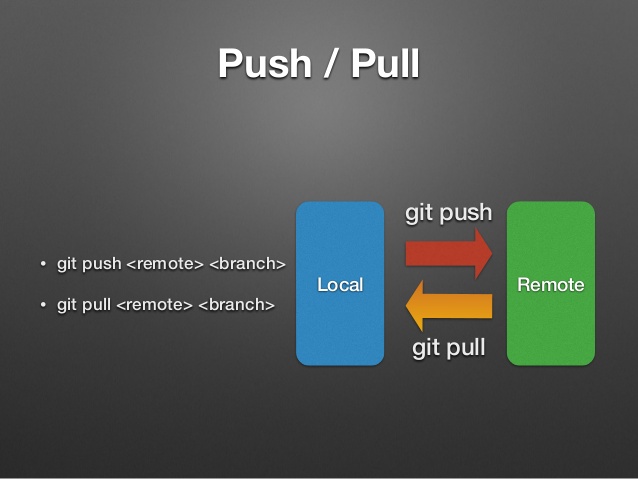 Push / Pull
• git push <remote> <branch>
• git pull <remote> <branch>
Local
git push
git pull
Remote